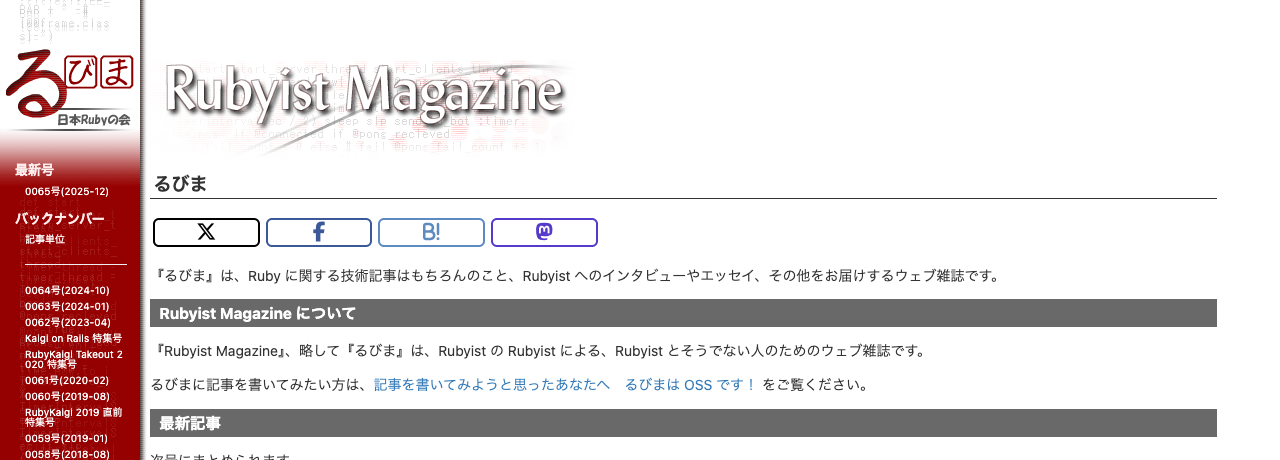 BAR
るびま
日本Rubyの会
最新号
0065号(2025-12)
バックナンバー
記事単位
0064号(2024-10)
0063号(2024-01)
0062号(2023-04)
Kaigi on Rails 特集号
RubyKaigi Takeout 2
020 特集号
0061号(2020-02)
0060号(2019-08)
RubyKaigi 2019 直前
特集号
0059号(2019-01)
0058号(2018-08)
Rubyist Magazine
るびま
B!
『るびま』は、Ruby に関する技術記事はもちろんのこと、Rubyist へのインタビューやエッセイ、その他をお届けするウェブ雑誌です。
Rubyist Magazine について
『Rubyist Magazine』、略して『るびま』は、Rubyist の Rubyist による、Rubyist とそうでない人のためのウェブ雑誌です。
るびまに記事を書いてみたい方は、記事を書いてみようと思ったあなたへ　るびまは OSS です！ をご覧ください。
最新記事
次号にまとめられます。